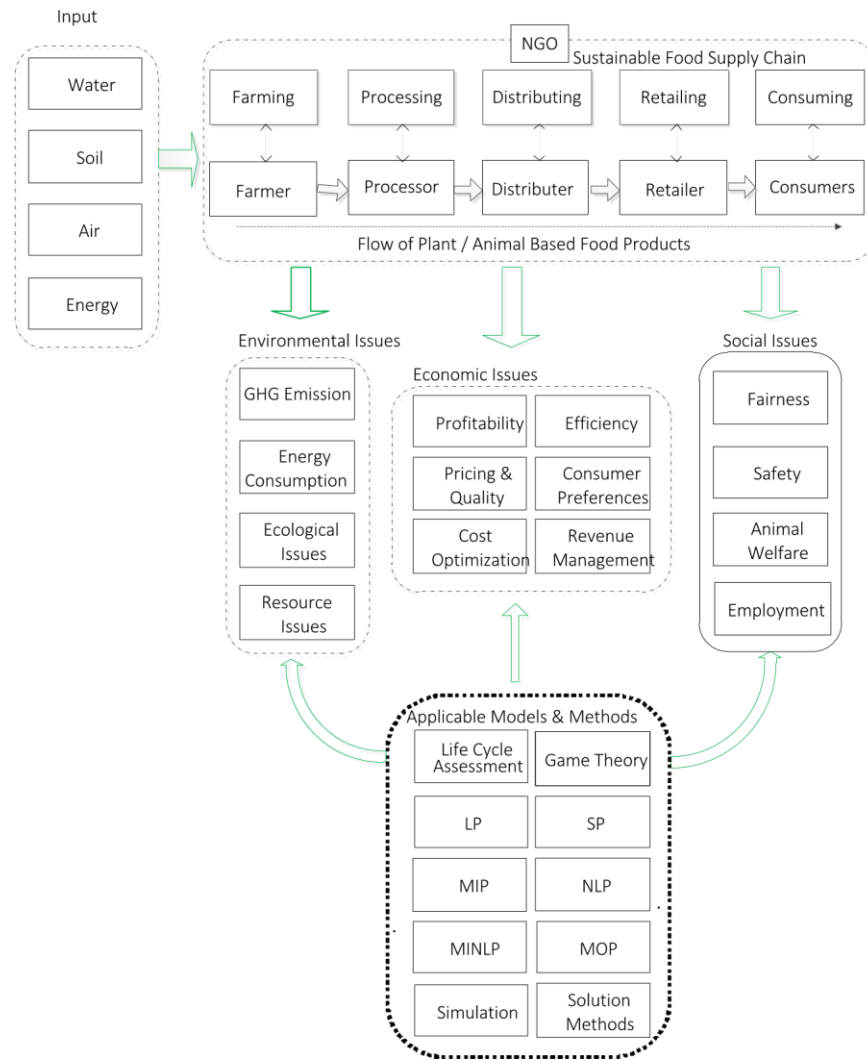 Input
Water
Soil
Air
Energy
NGO
Sustainable Food Supply Chain
Farming
Processing
Distributing
Retailing
Consuming
Farmer
Processor
Distributer
Retailer
Consumers
Flow of Plant / Animal Based Food Products
Environmental Issues
GHG Emission
Energy
Consumption
Ecological
Issues
Resource
Issues
Economic Issues
Profitability
Efficiency
Pricing &
Quality
Consumer
Preferences
Cost
Optimization
Revenue
Management
Social Issues
Fairness
Safety
Animal
Welfare
Employment
Applicable Models & Methods
Life Cycle
Assessment
Game Theory
LP
SP
MIP
NLP
MINLP
MOP
Simulation
Solution
Methods